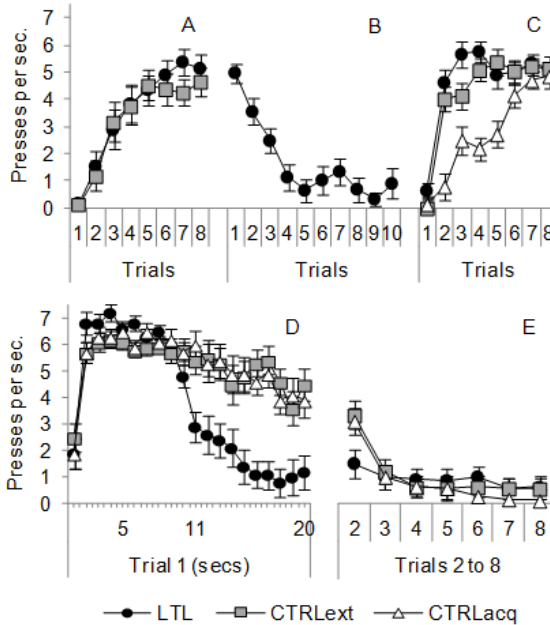 A B C
Presses per sec.
7
6
5
4
3
2
1
0
1 2 3 4 5 6 7 8 1 2 3 4 5 6 7 8 9 10 1 2 3 4 5 6 7 8
Trials Trials Trials
D E
Presses per sec.
7
6
5
4
3
2
1
0
5 11 20 2 3 4 5 6 7 8
Trial 1 (secs) Trials 2 to 8
LTL CTRLext CTRLacq